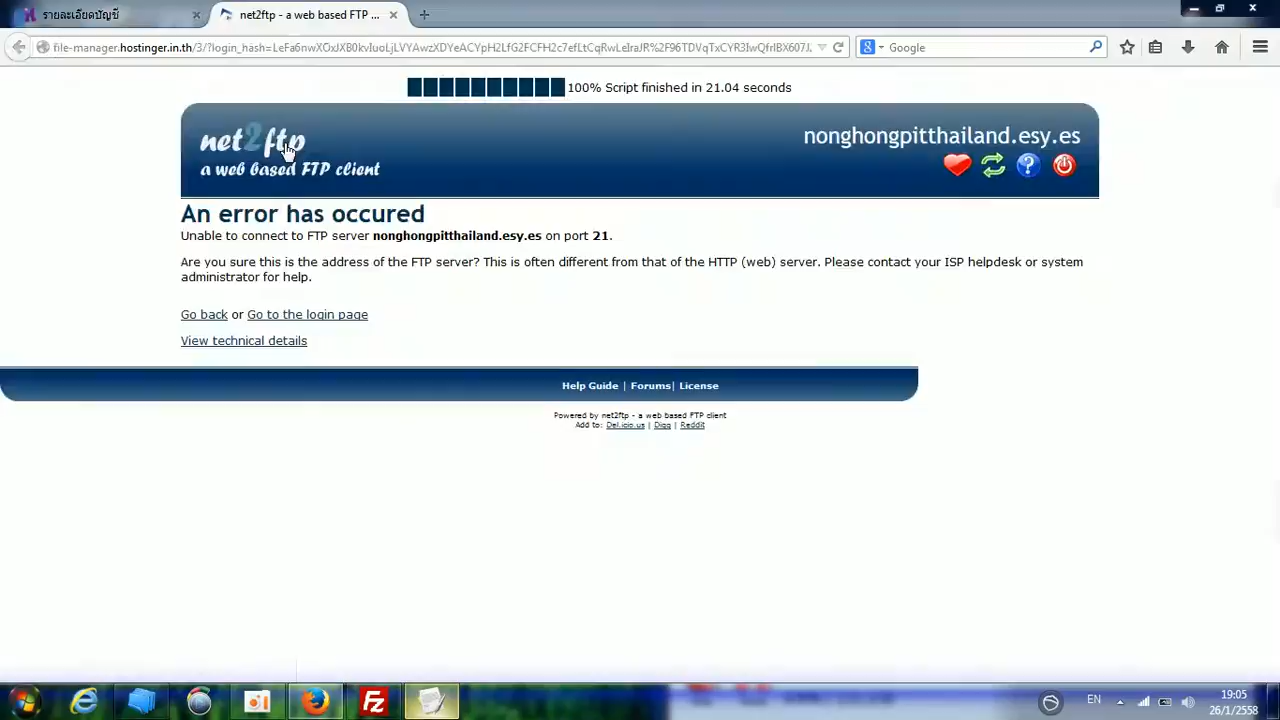 รายละเอียดบัญชี
net2ftp - a web based FTP ...
file-manager.hostinger.in.th/3/?login_hash=
Google
100% Script finished in 21.04 seconds
net2ftp
a web based FTP client
nonghongpitthailand.esy.es
An error has occured
Unable to connect to FTP server nonghongpitthailand.esy.es on port 21.
Are you sure this is the address of the FTP server? This is often different from that of the HTTP (web) server. Please contact your ISP helpdesk or system
administrator for help.
Go back or Go to the login page
View technical details
Help Guide | Forums| License
Powered by net2ftp - a web based FTP client
Add to: Del.icio.us | Digg | Reddit
EN
19:05
26/1/2558